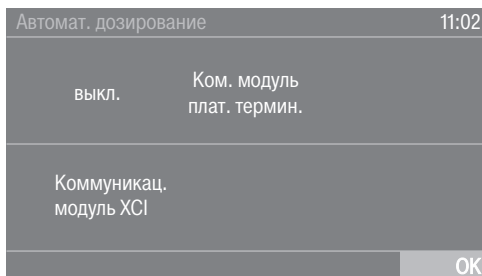 Автомат. дозирование 11:02
выкл.
Ком. модуль
плат. термин.
Коммуникац.
модуль XCI
OK